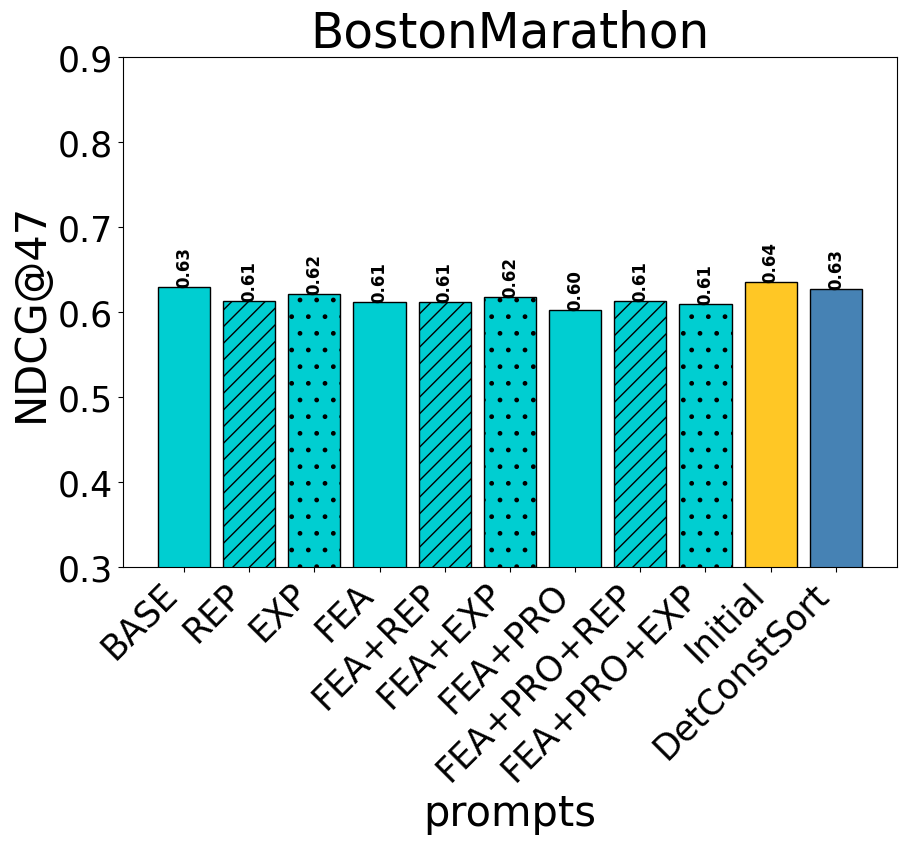 BostonMarathon
NDCG@47
0.9
0.8
0.7
0.6
0.5
0.4
0.3
0.63
0.61
0.62
0.61
0.61
0.62
0.60
0.61
0.61
0.64
0.63
BASE
REP
EXP
FEA
FEA+REP
FEA+EXP
FEA+PRO
FEA+PRO+REP
FEA+PRO+EXP
Initial
DetConstSort
prompts